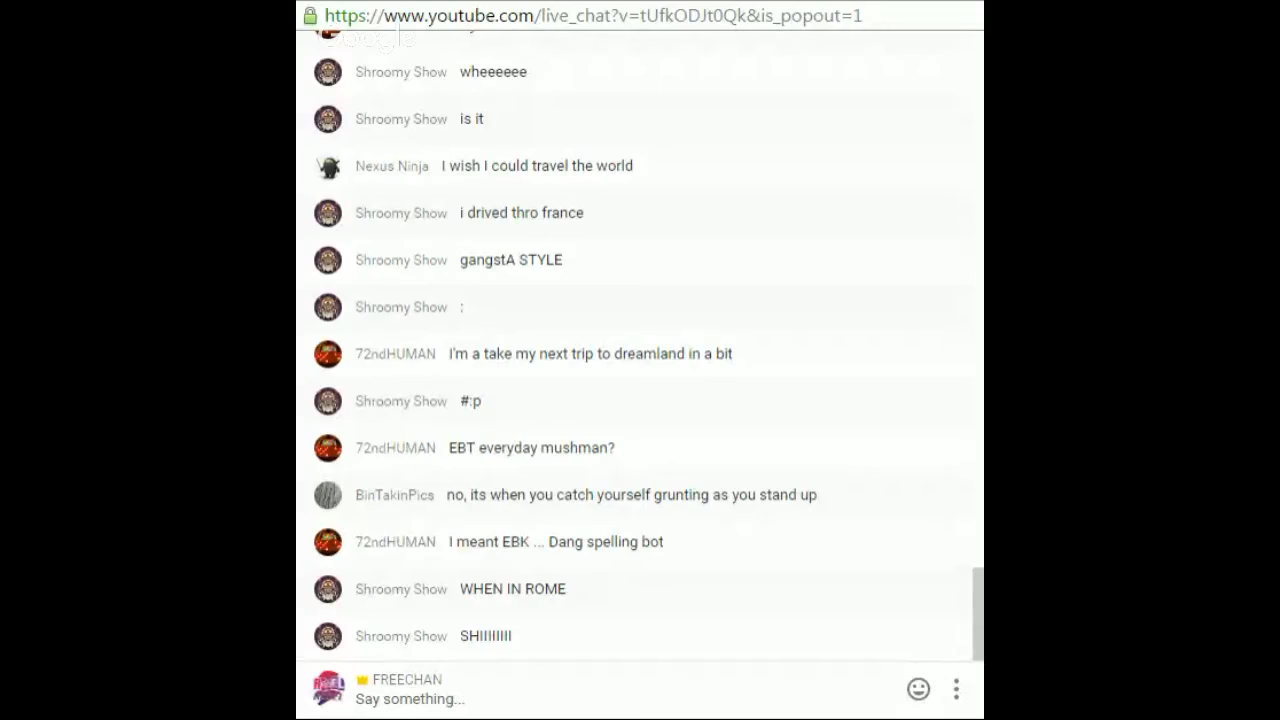 https://www.youtube.com/live_chat?v=tUfkODJt0Qk&is_popout=1
Google
Shroomy Show wheeeeee
Shroomy Show is it
Nexus Ninja I wish I could travel the world
Shroomy Show i drived thro france
Shroomy Show gangstA STYLE
Shroomy Show :
72ndHUMAN I'm a take my next trip to dreamland in a bit
Shroomy Show #:p
72ndHUMAN EBT everyday mushman?
BinTakinPics no, its when you catch yourself grunting as you stand up
72ndHUMAN I meant EBK ... Dang spelling bot
Shroomy Show WHEN IN ROME
Shroomy Show SHIIIIIIII
FREECHAN
Say something...